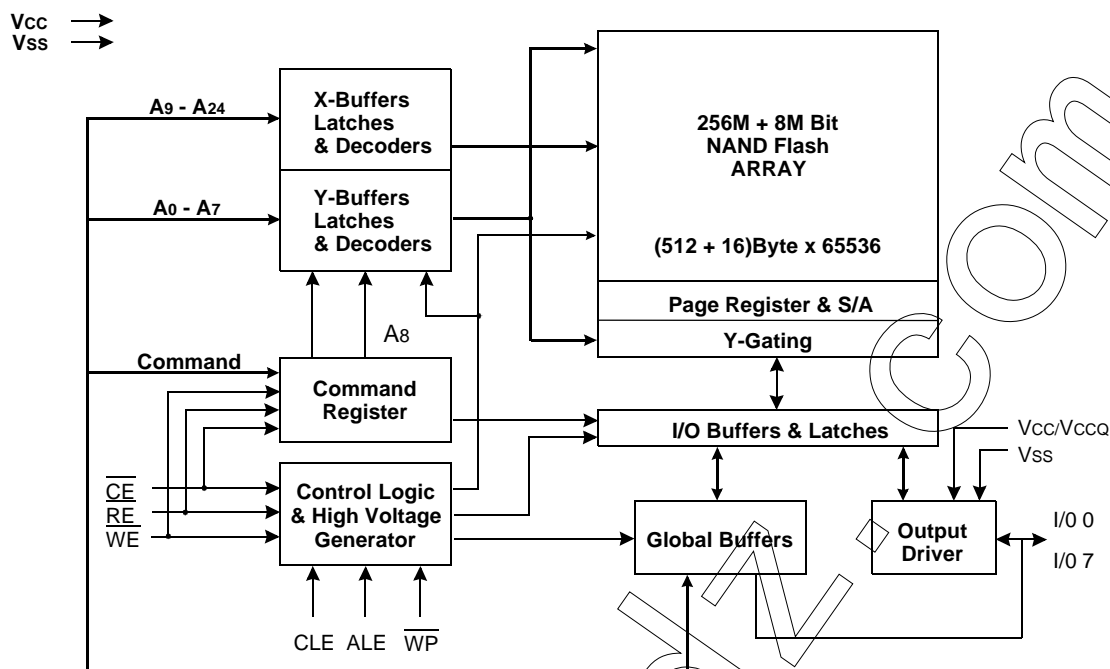 VCC
VSS
A9 - A24
X-Buffers
Latches
& Decoders
A0 - A7
Y-Buffers
Latches
& Decoders
256M + 8M Bit
NAND Flash
ARRAY
(512 + 16)Byte x 65536
Page Register & S/A
Y-Gating
A8
Command
Command
Register
I/O Buffers & Latches
VCC/VCCQ
VSS
CE
RE
WE
Control Logic
& High Voltage
Generator
Global Buffers
Output
Driver
I/0 0
I/0 7
CLE ALE WP
z.com